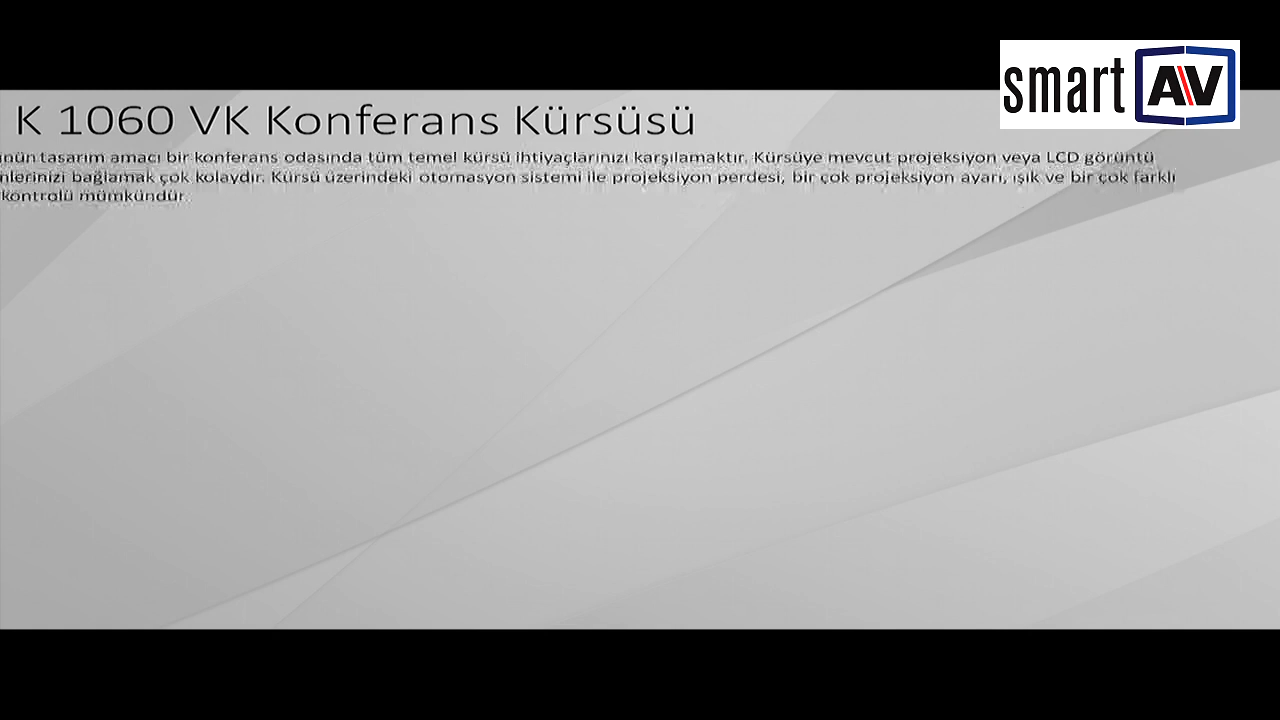 smart AV
K 1060 VK Konferans Kürsüsü
tasarım amacı bir konferans odasında tüm temel kürsü ihtiyaçlarınızı karşılamaktır. Kürsüye mevcut projeksiyon veya LCD görüntü
bağlamak çok kolaydır. Kürsü üzerindeki otomasyon sistemi ile projeksiyon perdesi, bir çok projeksiyon ayarı, ışık ve bir çok farklı
kontrolü mümkündür.